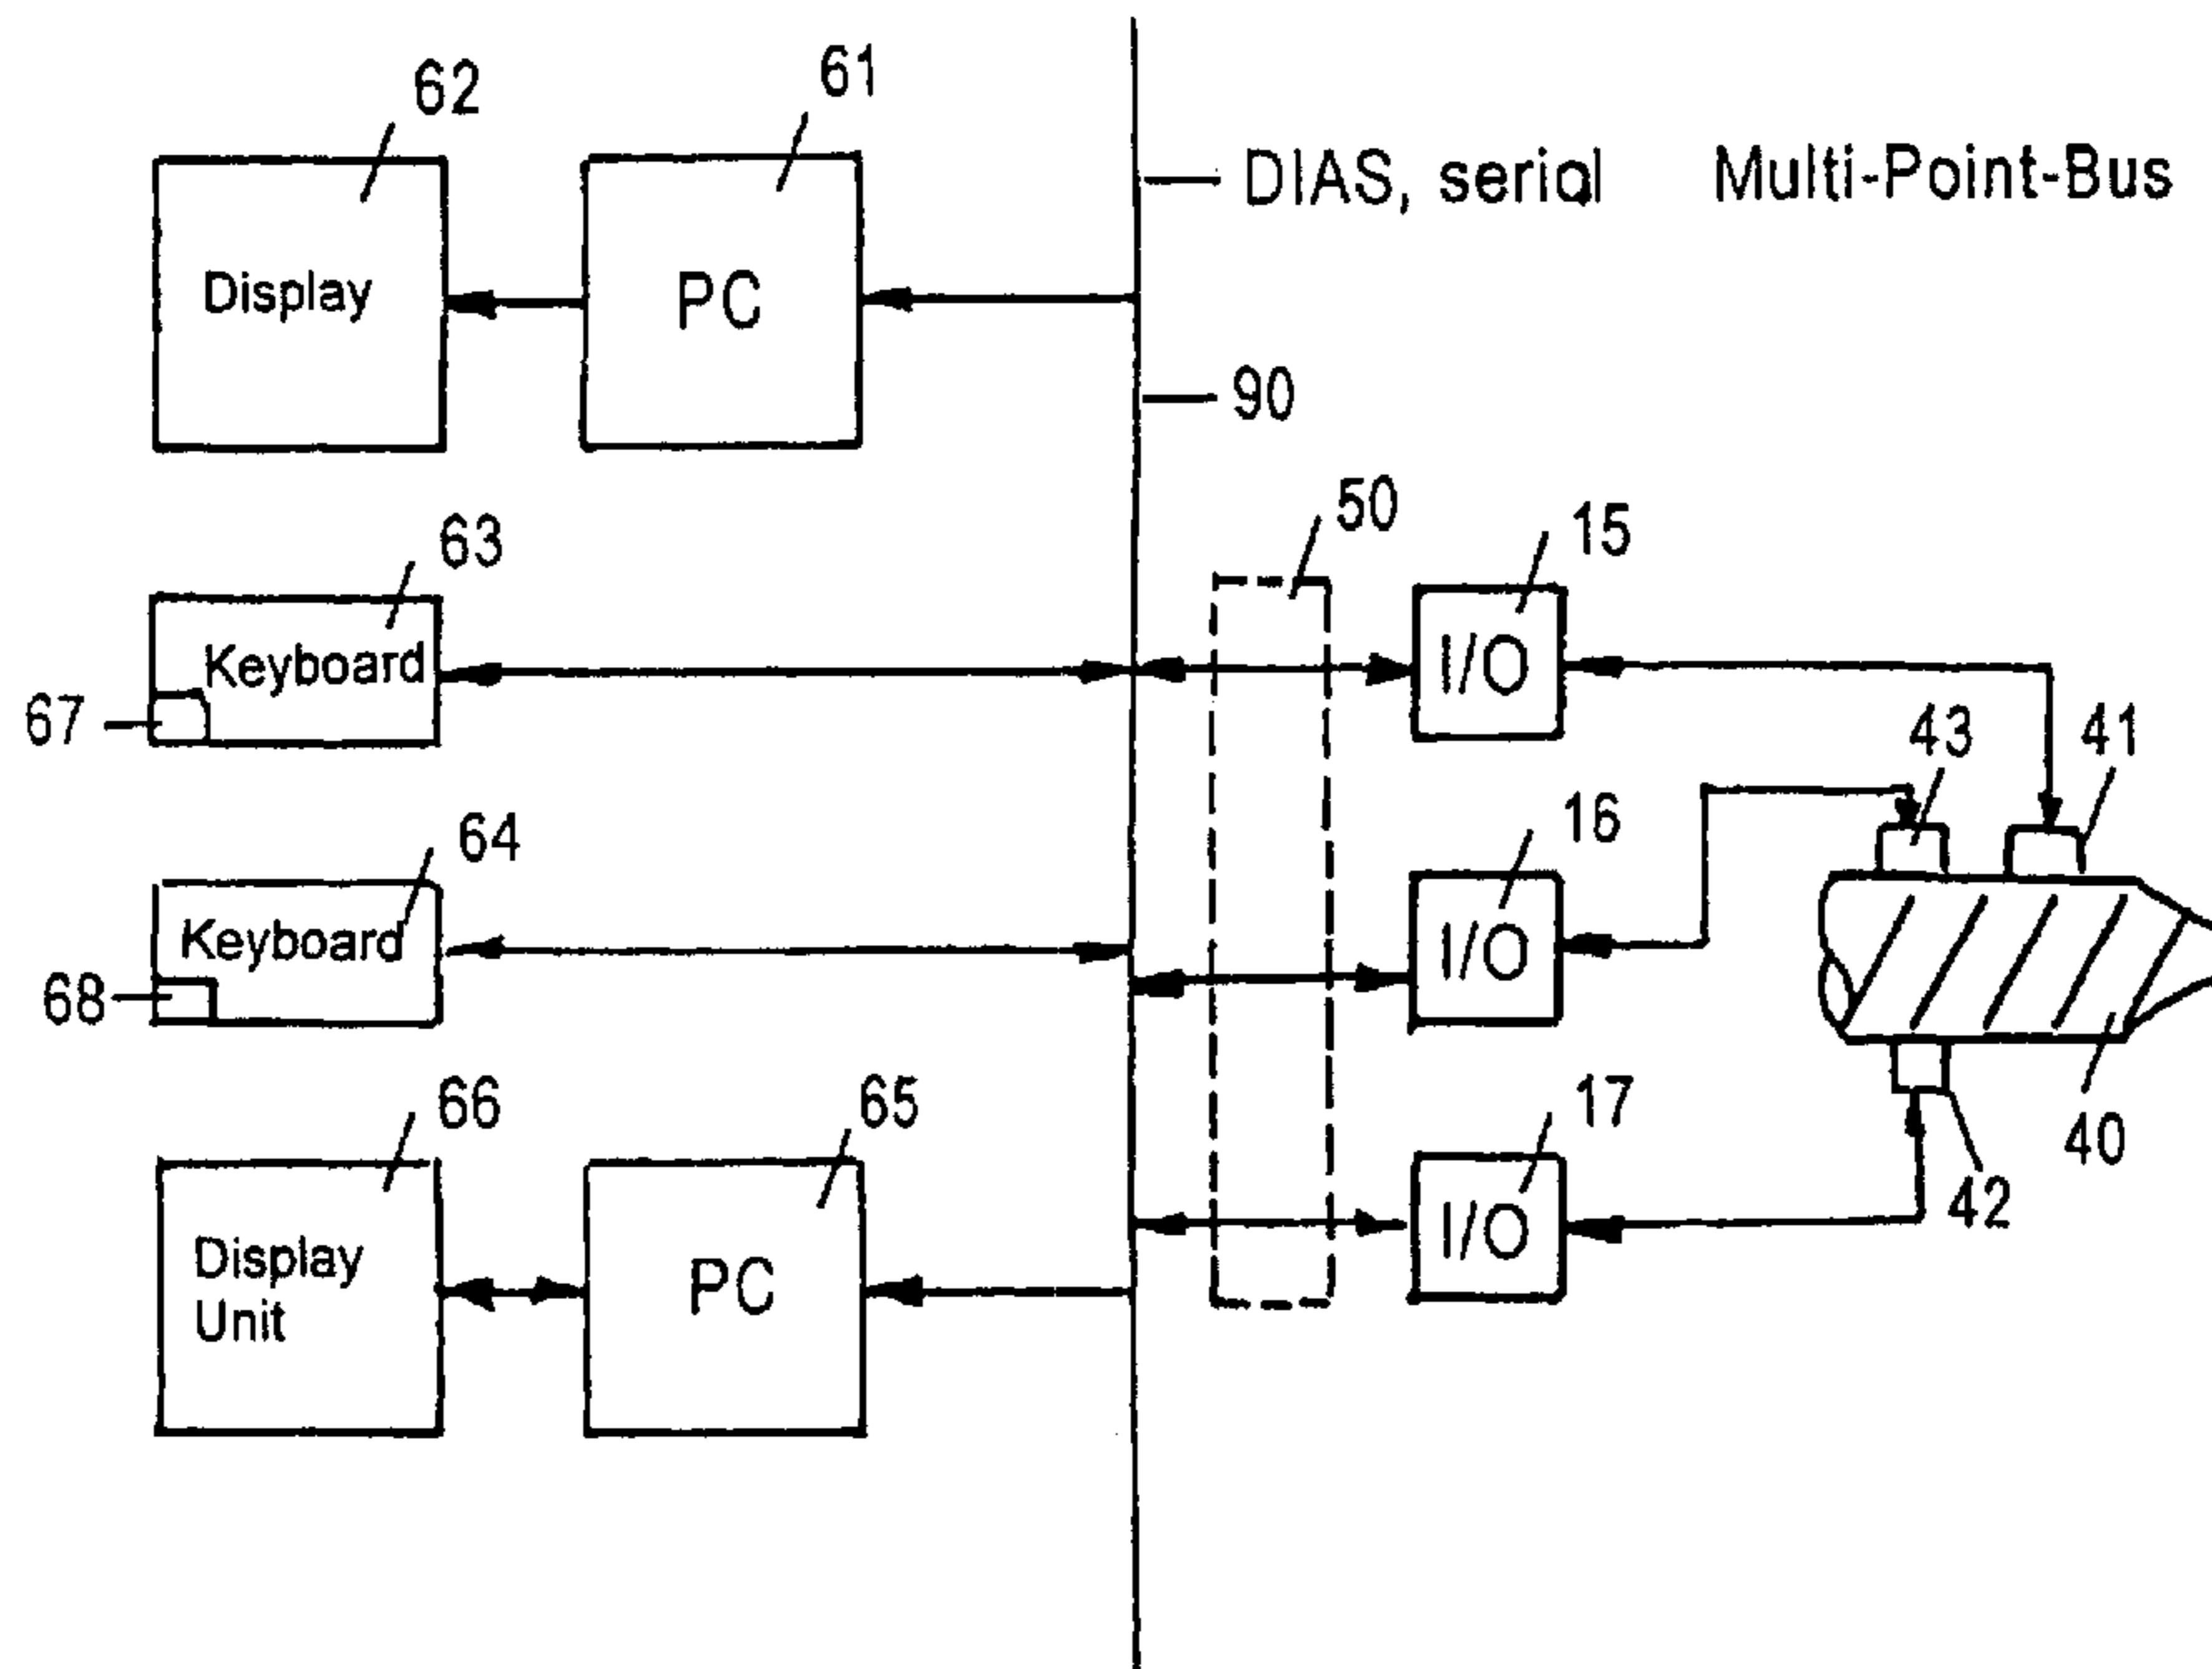 62
61
DIAS, serial Multi-Point-Bus
Display
PC
90
50
15
63
Keyboard
I/O
67
43
41
16
64
Keyboard
I/O
68
66
65
17
40
42
Display
Unit
PC
I/O